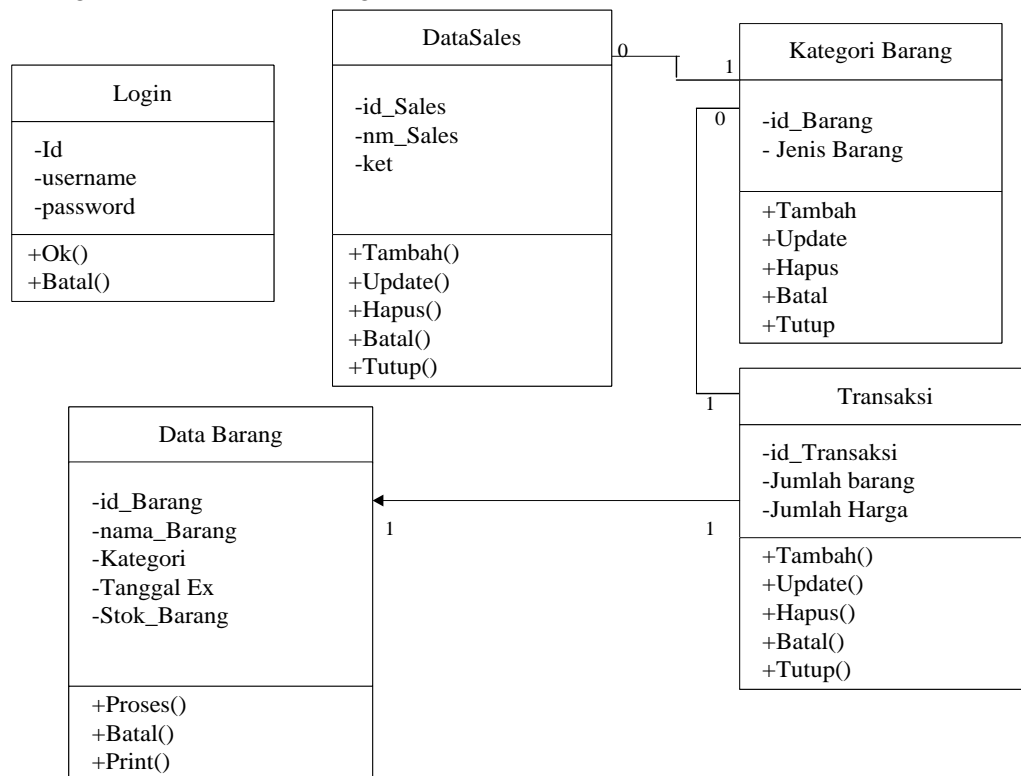 DataSales
-id_Sales
-nm_Sales
-ket
+Tambah()
+Update()
+Hapus()
+Batal()
+Tutup()
0
1
Kategori Barang
-id_Barang
- Jenis Barang
+Tambah
+Update
+Hapus
+Batal
+Tutup
0
1
Login
-Id
-username
-password
+Ok()
+Batal()
Transaksi
-id_Transaksi
-Jumlah barang
-Jumlah Harga
+Tambah()
+Update()
+Hapus()
+Batal()
+Tutup()
Data Barang
-id_Barang
-nama_Barang
-Kategori
-Tanggal Ex
-Stok_Barang
+Proses()
+Batal()
+Print()
1
1